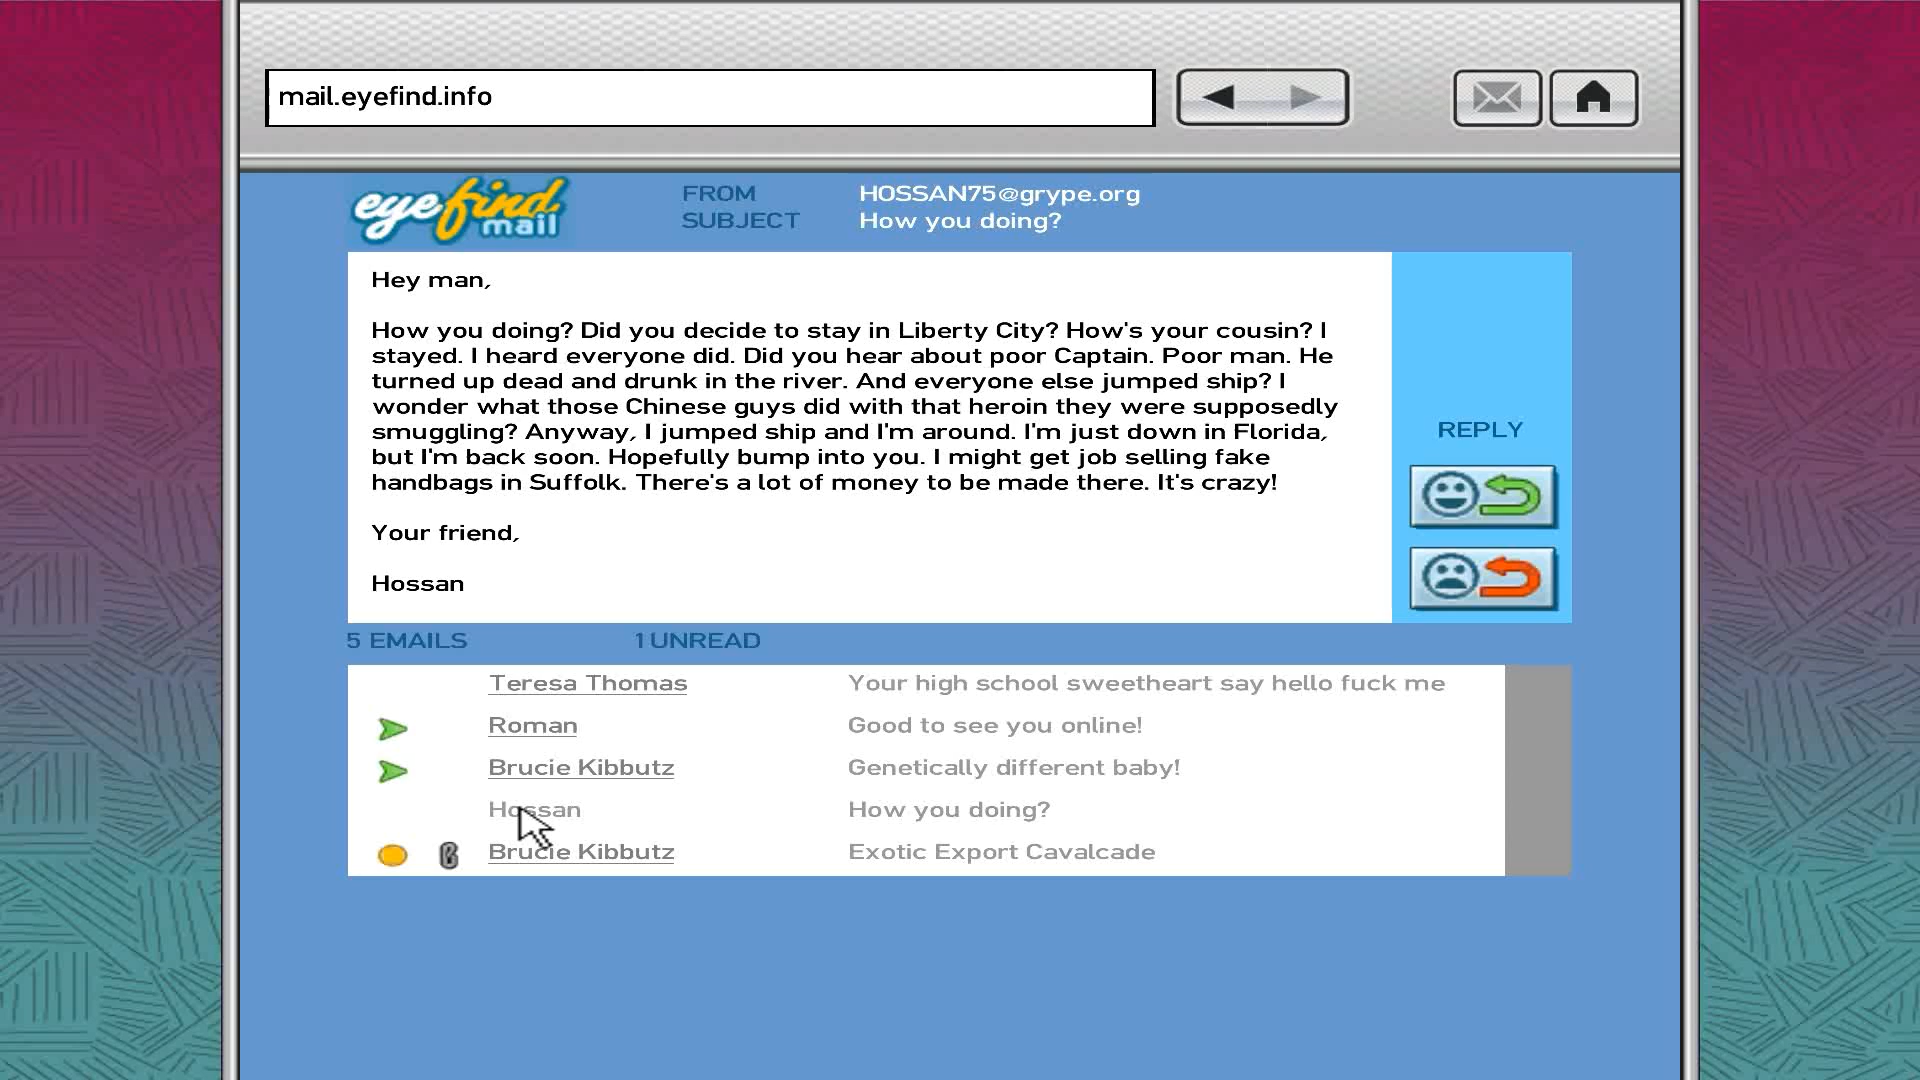 mail.eyefind.info
eyefind
mail
FROM HOSSAN75@grype.org
SUBJECT How you doing?
Hey man,
How you doing? Did you decide to stay in Liberty City? How's your cousin? I
stayed. I heard everyone did. Did you hear about poor Captain. Poor man. He
turned up dead and drunk in the river. And everyone else jumped ship? I
wonder what those Chinese guys did with that heroin they were supposedly
smuggling? Anyway, I jumped ship and I'm around. I'm just down in Florida,
but I'm back soon. Hopefully bump into you. I might get job selling fake
handbags in Suffolk. There's a lot of money to be made there. It's crazy!
Your friend,
Hossan
REPLY
5 EMAILS 1 UNREAD
Teresa Thomas Your high school sweetheart say hello fuck me
Roman Good to see you online!
Brucie Kibbutz Genetically different baby!
Hossan How you doing?
Brucie Kibbutz Exotic Export Cavalcade